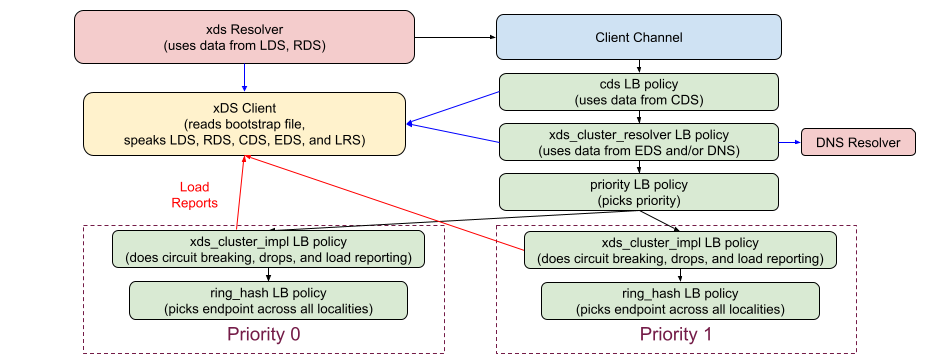 xds Resolver
(uses data from LDS, RDS)
Client Channel
cds LB policy
(uses data from CDS)
xDS Client
(reads bootstrap file,
speaks LDS, RDS, CDS, EDS, and LRS)
xds_cluster_resolver LB policy
(uses data from EDS and/or DNS)
DNS Resolver
priority LB policy
(picks priority)
Load
Reports
xds_cluster_impl LB policy
(does circuit breaking, drops, and load reporting)
ring_hash LB policy
(picks endpoint across all localities)
Priority 0
xds_cluster_impl LB policy
(does circuit breaking, drops, and load reporting)
ring_hash LB policy
(picks endpoint across all localities)
Priority 1